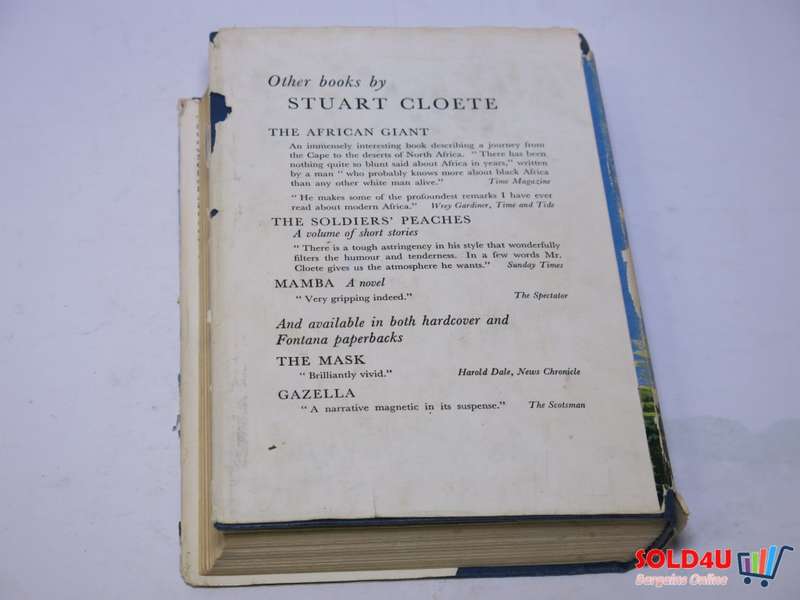 Other books by
STUART CLOETE
THE AFRICAN GIANT
An immensely interesting book describing a journey from
the Cape to the deserts of North Africa. "There has been
nothing quite so blunt said about Africa in years," written
by a man "who probably knows more about black Africa
than any other white man alive." Time Magazine
"He makes some of the profoundest remarks I have ever
read about modern Africa." Wrey Gardiner, Time and Tide
THE SOLDIERS' PEACHES
A volume of short stories
"There is a tough astringency in his style that wonderfully
filters the humour and tenderness. In a few words Mr.
Cloete gives us the atmosphere he wants." Sunday Times
MAMBA A novel
"Very gripping indeed." The Spectator
And available in both hardcover and
Fontana paperbacks
THE MASK
"Brilliantly vivid." Harold Dale, News Chronicle
GAZELLA
"A narrative magnetic in its suspense." The Scotsman
SOLD4U
Bargains Online